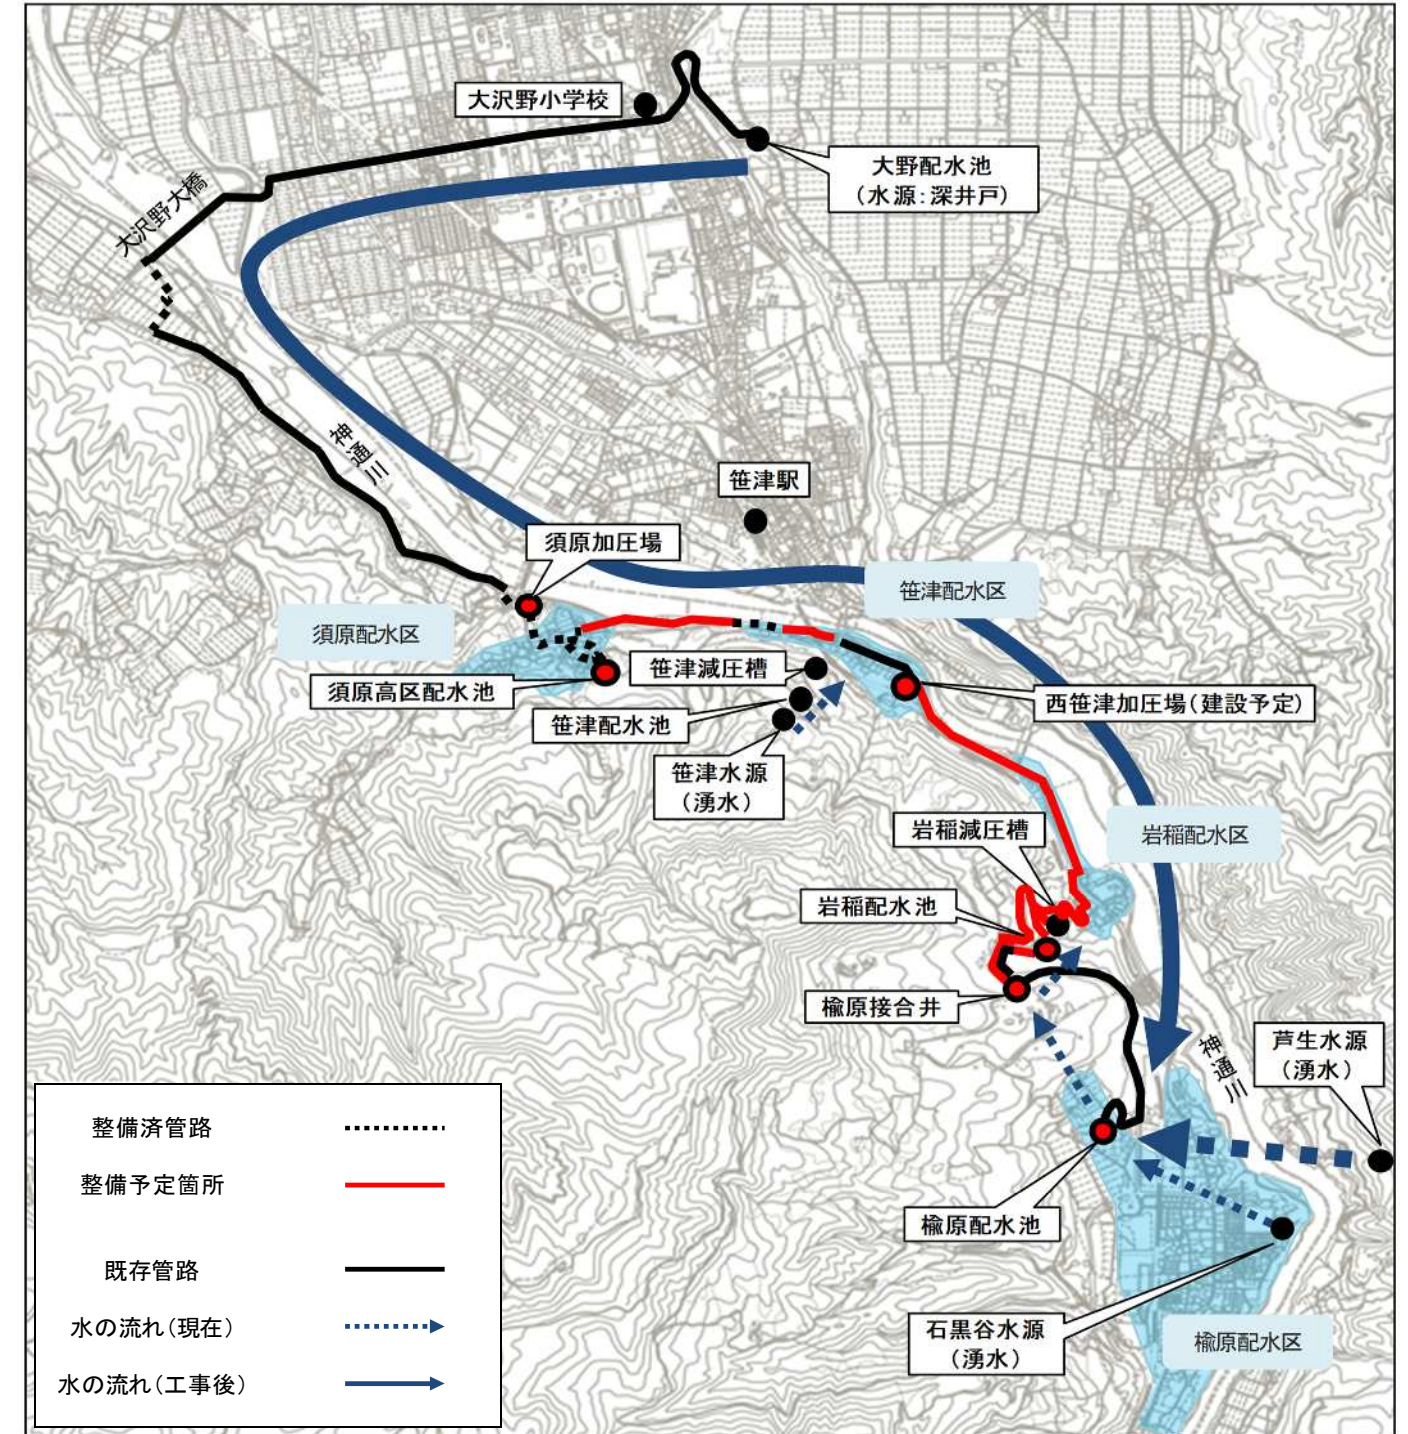 大沢野小学校
大野配水池
(水源:深井戸)
大沢野大橋
神通川
笹津駅
須原加圧場
笹津配水区
須原配水区
笹津減圧槽
須原高区配水池
西笹津加圧場(建設予定)
笹津配水池
笹津水源
(湧水)
岩稲減圧槽
岩稲配水区
岩稲配水池
楡原接合井
神通川
芦生水源
(湧水)
整備済管路
整備予定箇所
楡原配水池
既存管路
水の流れ(現在)
石黒谷水源
(湧水)
楡原配水区
水の流れ(工事後)